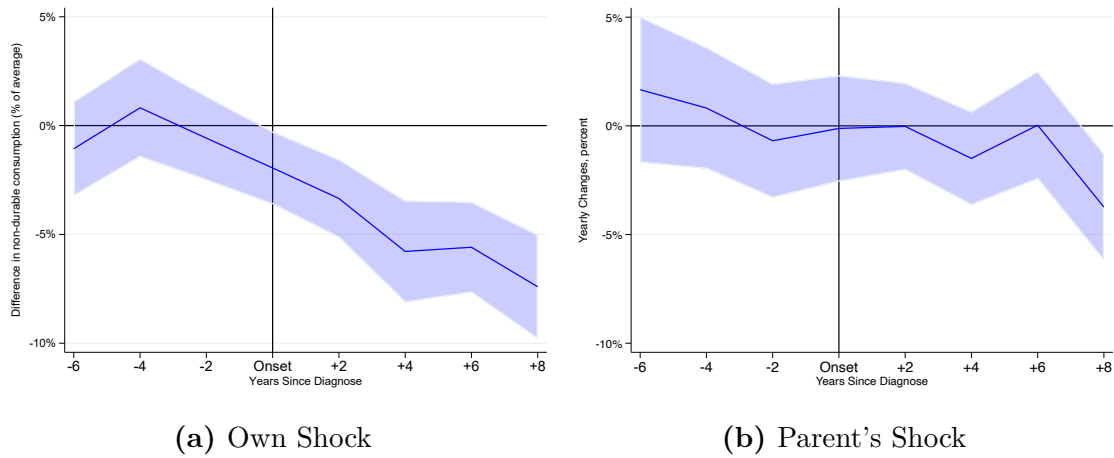 Difference in non-durable consumption (% of average)
5%
0%
-5%
-10%
-6 -4 -2 Onset +2 +4 +6 +8
Years Since Diagnose
(a) Own Shock
Yearly Changes, percent
5%
0%
-5%
-10%
-6 -4 -2 Onset +2 +4 +6 +8
Years Since Diagnose
(b) Parent's Shock